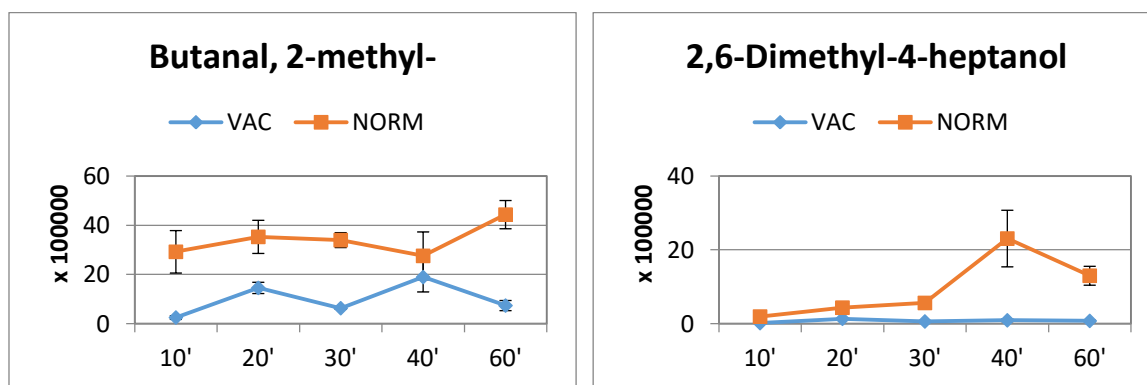 Butanal, 2-methyl-
VAC NORM
x 100000
60
40
20
0
10' 20' 30' 40' 60'
2,6-Dimethyl-4-heptanol
VAC NORM
x 100000
40
20
0
10' 20' 30' 40' 60'